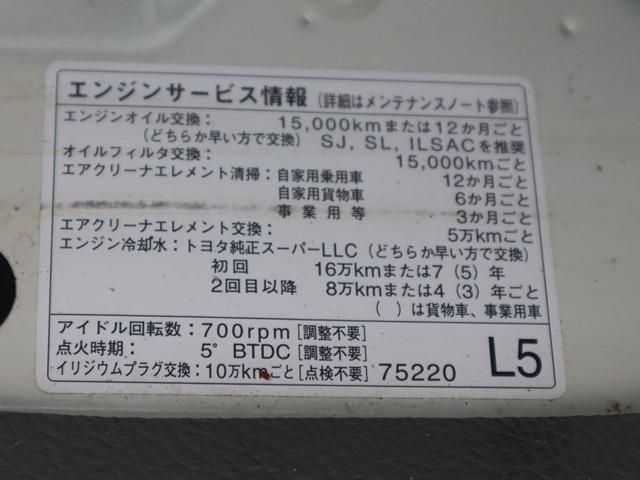 エンジンサービス情報（詳細はメンテナンスノート参照）
エンジンオイル交換： 15,000kmまたは12か月ごと
（どちらか早い方で交換） SJ, SL, ILSACを推奨
オイルフィルタ交換： 15,000kmごと
エアクリーナエレメント清掃：自家用乗用車 12か月ごと
自家用貨物車 6か月ごと
事業用等 3か月ごと
エアクリーナエレメント交換： 5万kmごと
エンジン冷却水：トヨタ純正スーパーLLC（どちらか早い方で交換）
初回 16万kmまたは7（5）年
2回目以降 8万kmまたは4（3）年ごと
（ ）は貨物車、事業用車
アイドル回転数：700rpm［調整不要］
点火時期： 5° BTDC［調整不要］
イリジウムプラグ交換：10万kmごと［点検不要］ 75220 L5